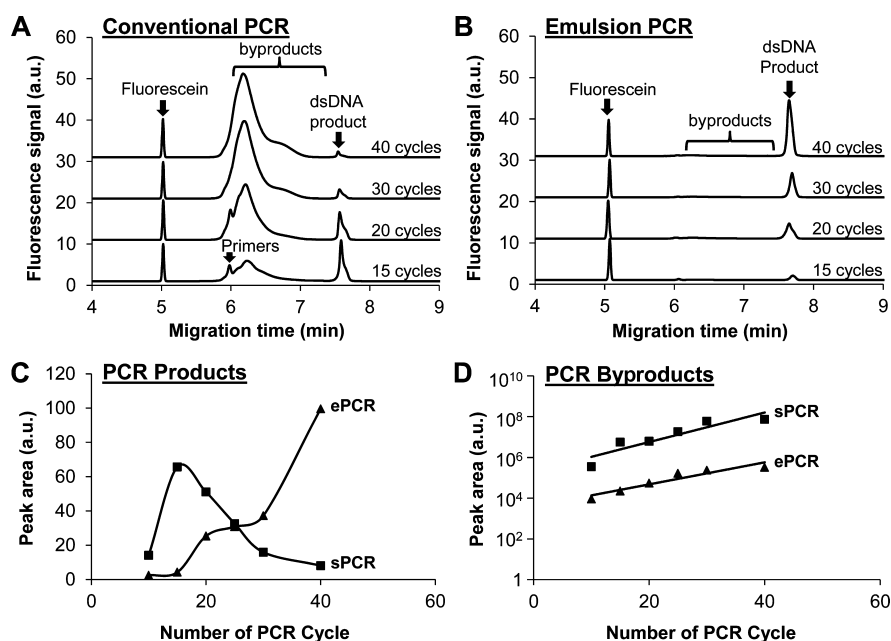 A Conventional PCR
Fluorescence signal (a.u.)
60
50
40
30
20
10
0
byproducts
Fluorescein
dsDNA
product
40 cycles
30 cycles
20 cycles
Primers
15 cycles
4 5 6 7 8 9
Migration time (min)
B Emulsion PCR
Fluorescence signal (a.u.)
60
50
40
30
20
10
0
dsDNA
Product
Fluorescein
byproducts
40 cycles
30 cycles
20 cycles
15 cycles
4 5 6 7 8 9
Migration time (min)
C PCR Products
Peak area (a.u.)
120
100
80
60
40
20
0
ePCR
sPCR
0 20 40 60
Number of PCR Cycle
D PCR Byproducts
Peak area (a.u.)
10¹⁰
10⁸
10⁶
10⁴
10²
1
sPCR
ePCR
0 20 40 60
Number of PCR Cycle